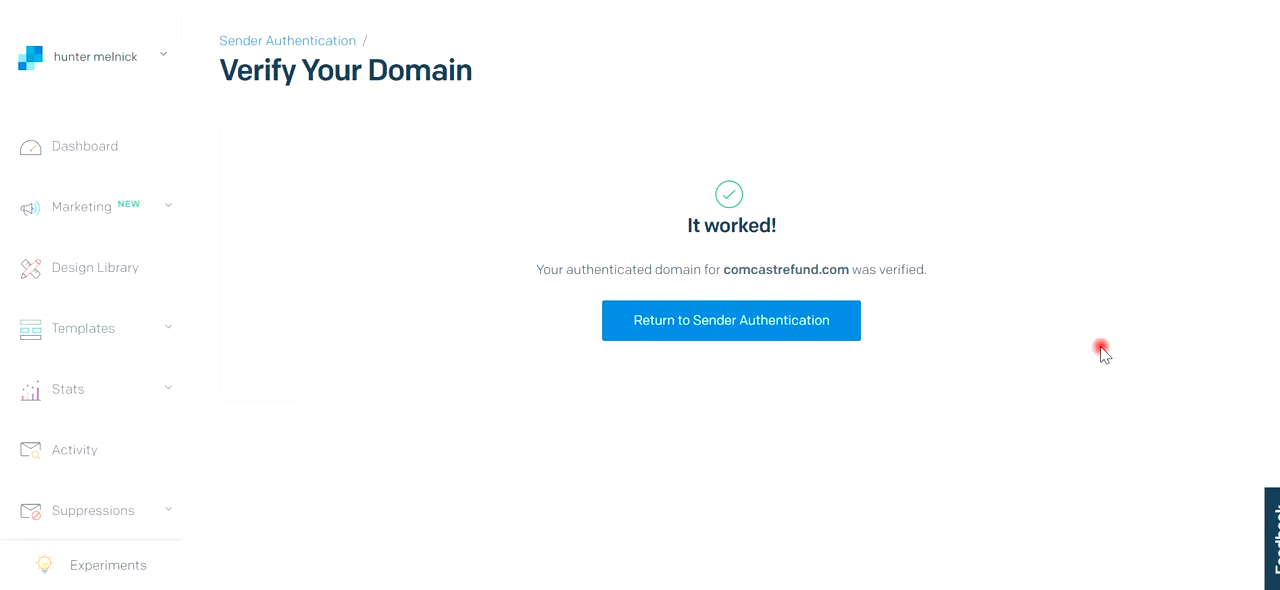 hunter melnick
Sender Authentication /
Verify Your Domain
Dashboard
Marketing NEW
Design Library
Templates
Stats
Activity
Suppressions
Experiments
It worked!
Your authenticated domain for comcastrefund.com was verified.
Return to Sender Authentication